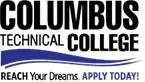 COLUMBUS
TECHNICAL COLLEGE
REACH Your Dreams. APPLY TODAY!